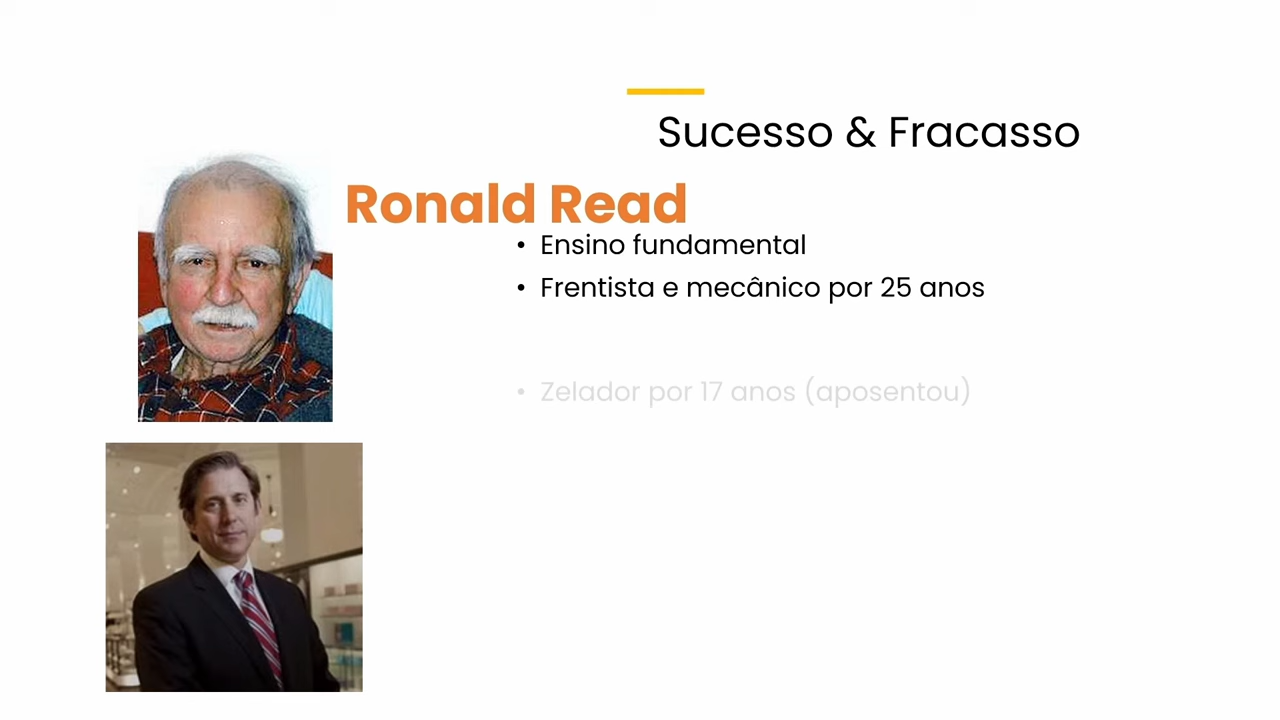 Sucesso & Fracasso
Ronald Read
• Ensino fundamental
• Frentista e mecânico por 25 anos
• Zelador por 17 anos (aposentou)